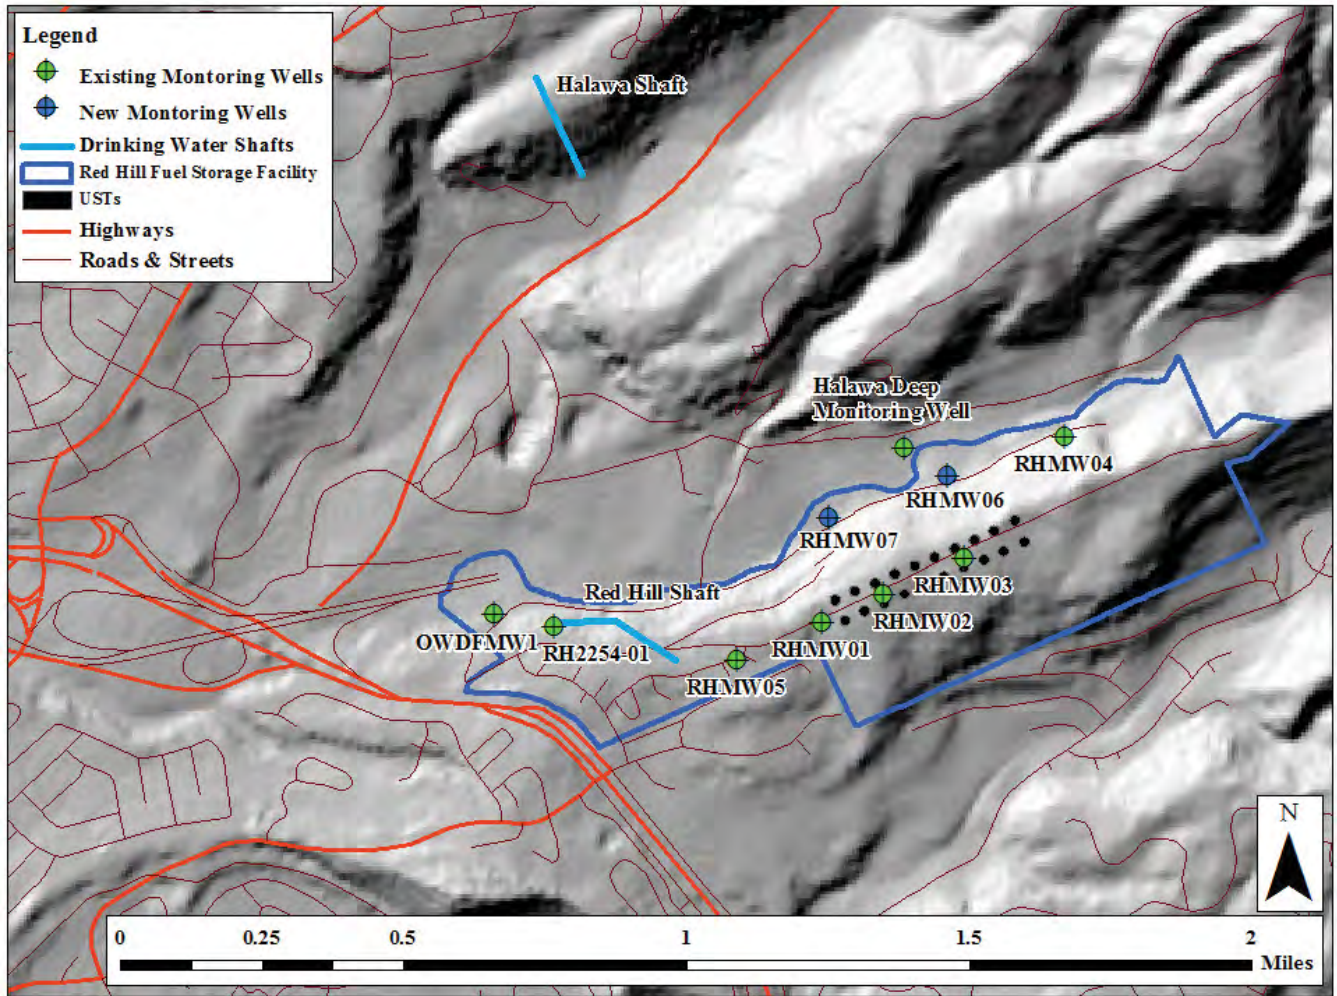 Legend
Existing Montoring Wells
New Montoring Wells
Drinking Water Shafts
Red Hill Fuel Storage Facility
USTs
Highways
Roads & Streets
Halawa Shaft
Halawa Deep
Monitoring Well
RHMW04
RHMW06
RHMW07
RHMW03
Red Hill Shaft
RHMW02
OWDFMW1
RH2254-01
RHMW01
RHMW05
N
0
0.25
0.5
1
1.5
2
Miles